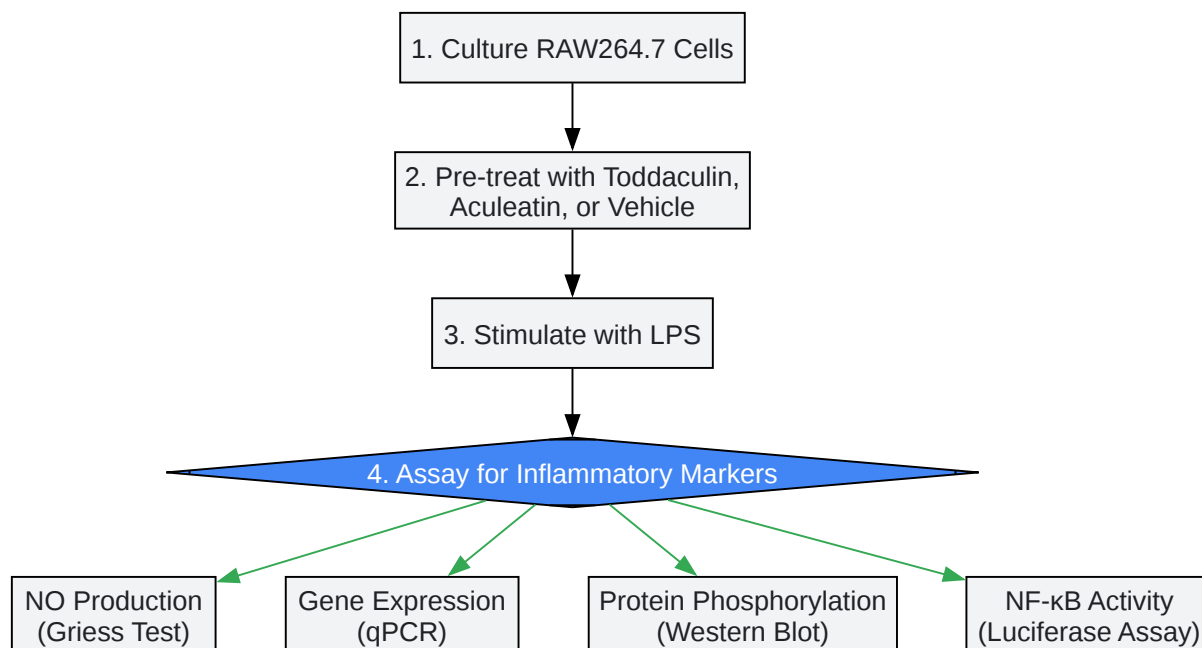 1. Culture RAW264.7 Cells
2. Pre-treat with Toddaculin,
Aculeatin, or Vehicle
3. Stimulate with LPS
4. Assay for Inflammatory Markers
NO Production
(Griess Test)
Gene Expression
(qPCR)
Protein Phosphorylation
(Western Blot)
NF-κB Activity
(Luciferase Assay)